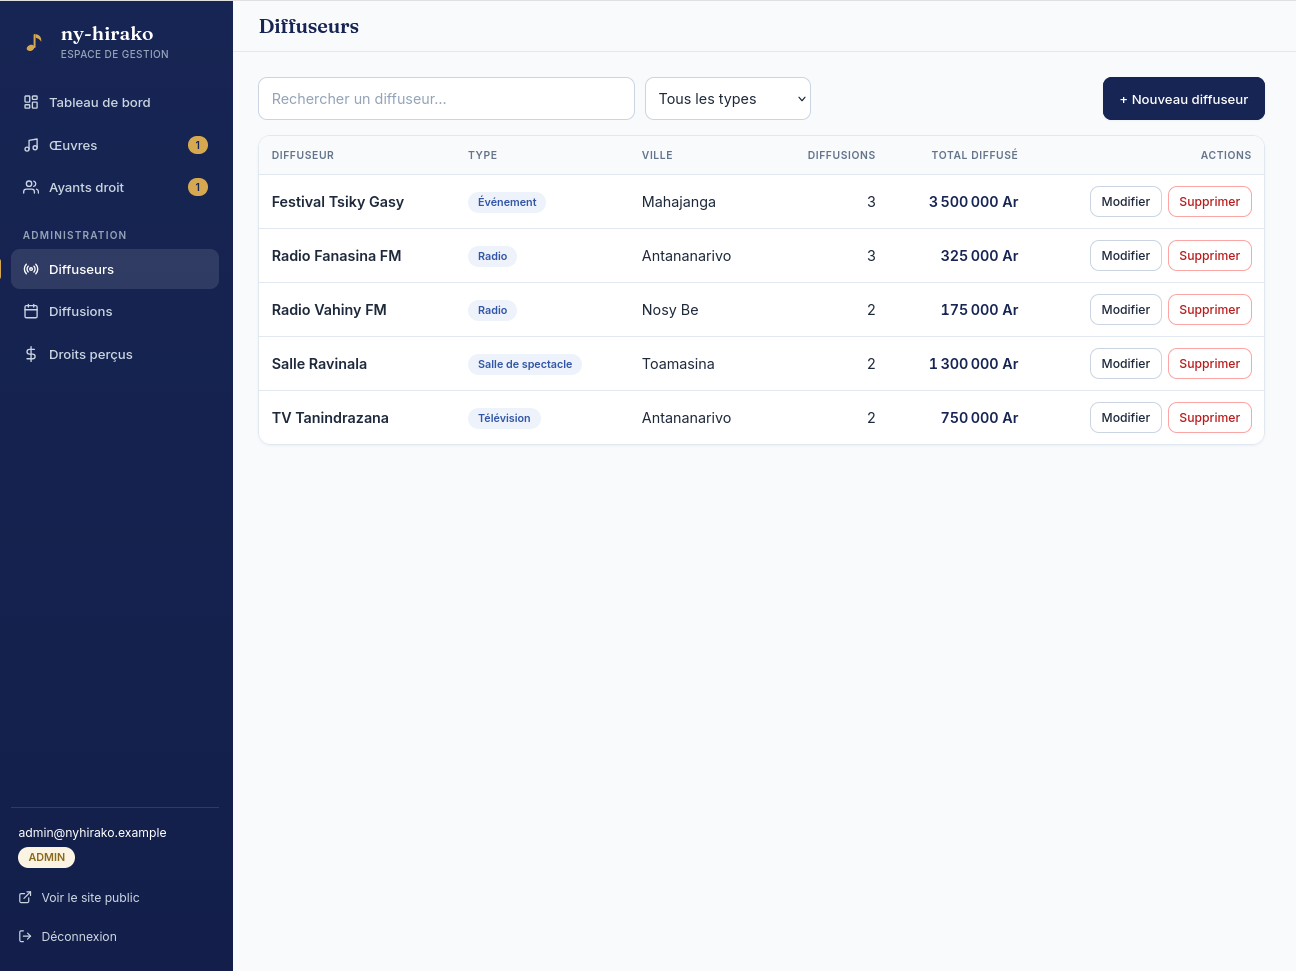 ny-hirako
ESPACE DE GESTION
Tableau de bord
Œuvres 1
Ayants droit 1
ADMINISTRATION
Diffuseurs
Diffusions
Droits perçus
admin@nyhirako.example
ADMIN
Voir le site public
Déconnexion
Diffuseurs
Rechercher un diffuseur...
Tous les types
+ Nouveau diffuseur
DIFFUSEUR TYPE VILLE DIFFUSIONS TOTAL DIFFUSÉ ACTIONS
Festival Tsiky Gasy Événement Mahajanga 3 3 500 000 Ar Modifier Supprimer
Radio Fanasina FM Radio Antananarivo 3 325 000 Ar Modifier Supprimer
Radio Vahiny FM Radio Nosy Be 2 175 000 Ar Modifier Supprimer
Salle Ravinala Salle de spectacle Toamasina 2 1 300 000 Ar Modifier Supprimer
TV Tanindrazana Télévision Antananarivo 2 750 000 Ar Modifier Supprimer